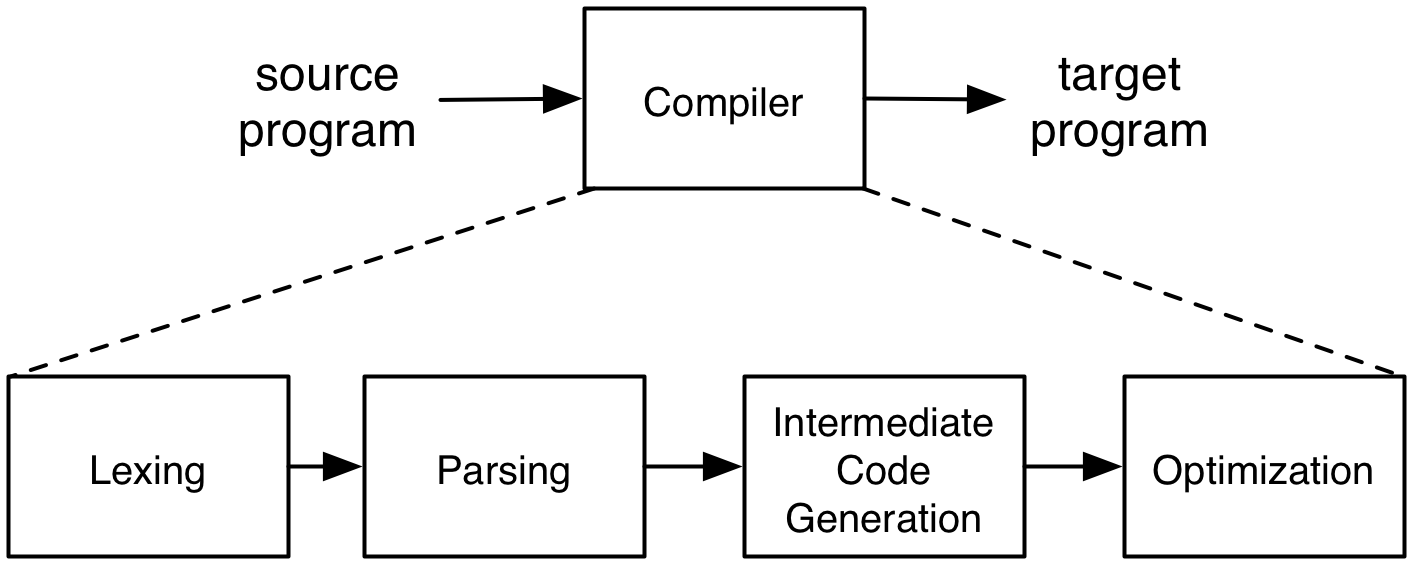 source
program
Compiler
target
program
Lexing
Parsing
Intermediate
Code
Generation
Optimization